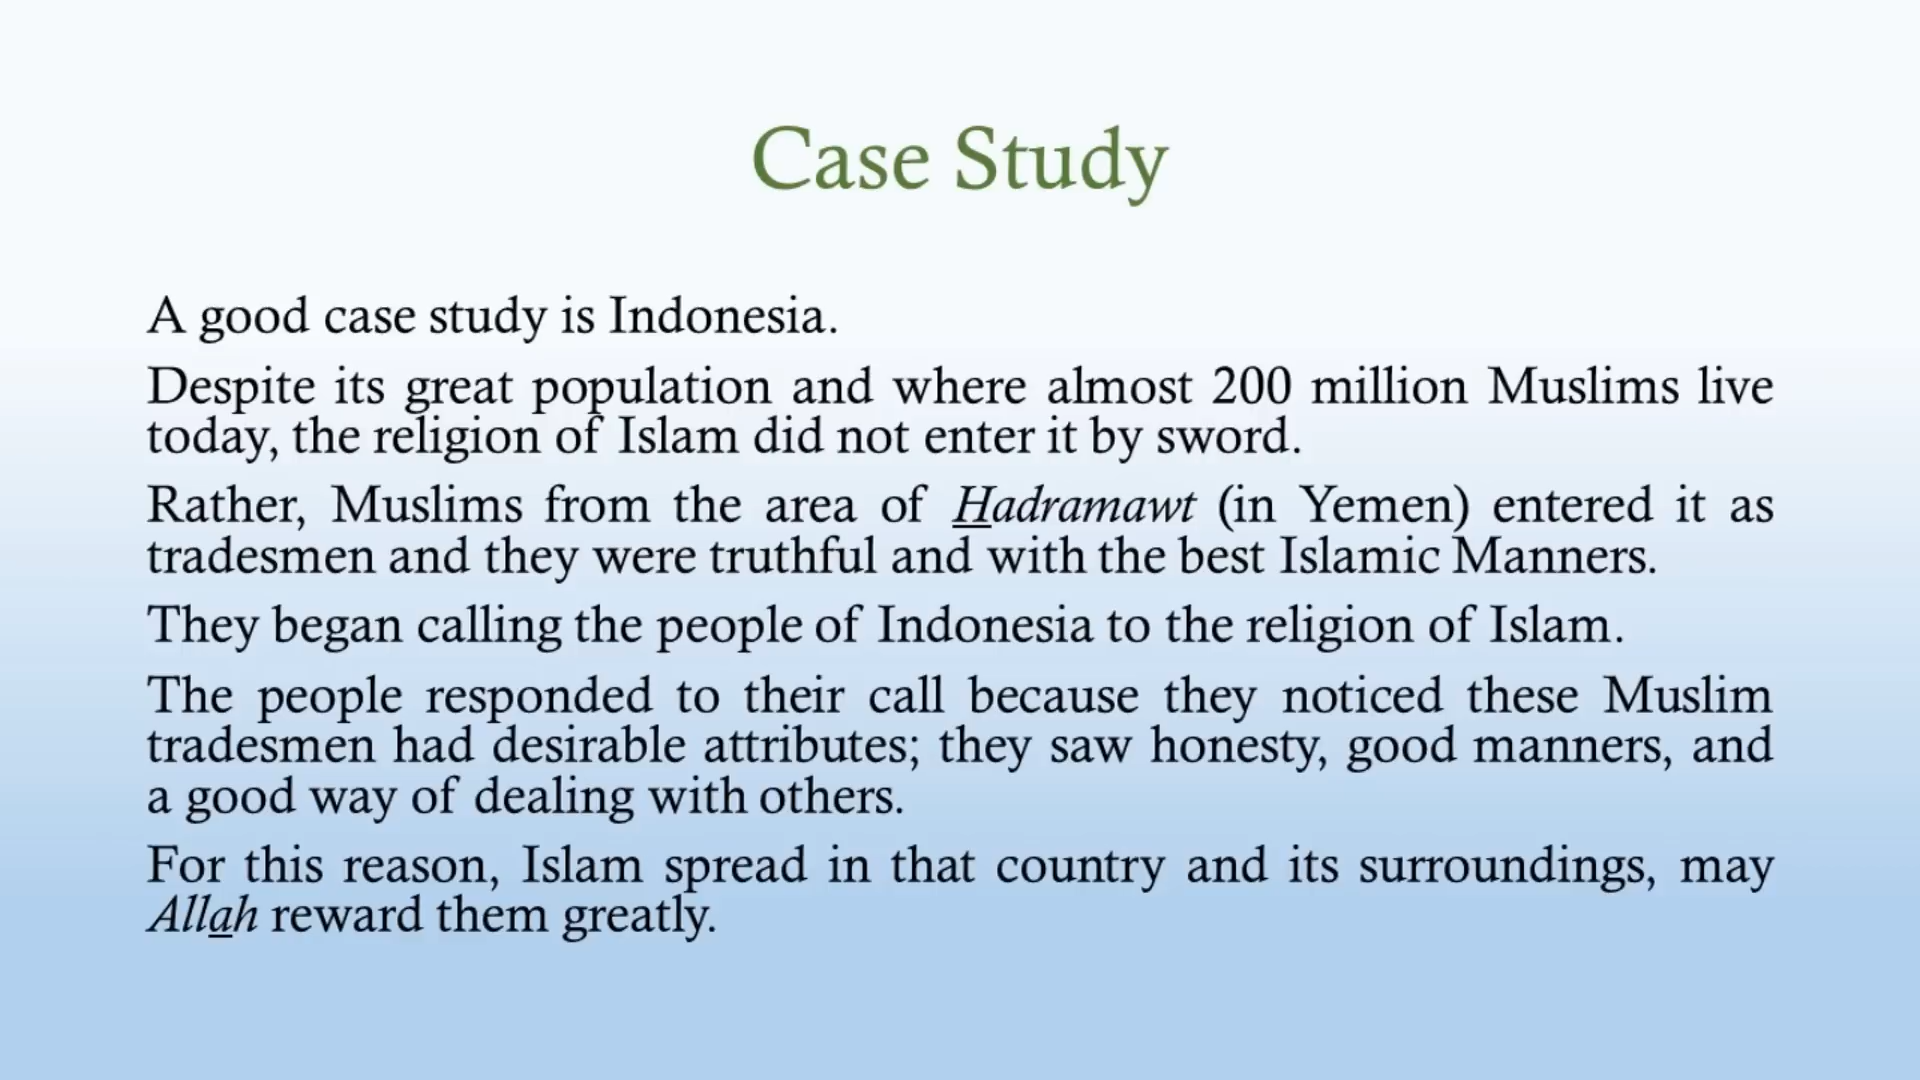 Case Study
A good case study is Indonesia.
Despite its great population and where almost 200 million Muslims live
today, the religion of Islam did not enter it by sword.
Rather, Muslims from the area of Hadramawt (in Yemen) entered it as
tradesmen and they were truthful and with the best Islamic Manners.
They began calling the people of Indonesia to the religion of Islam.
The people responded to their call because they noticed these Muslim
tradesmen had desirable attributes; they saw honesty, good manners, and
a good way of dealing with others.
For this reason, Islam spread in that country and its surroundings, may
Allah reward them greatly.